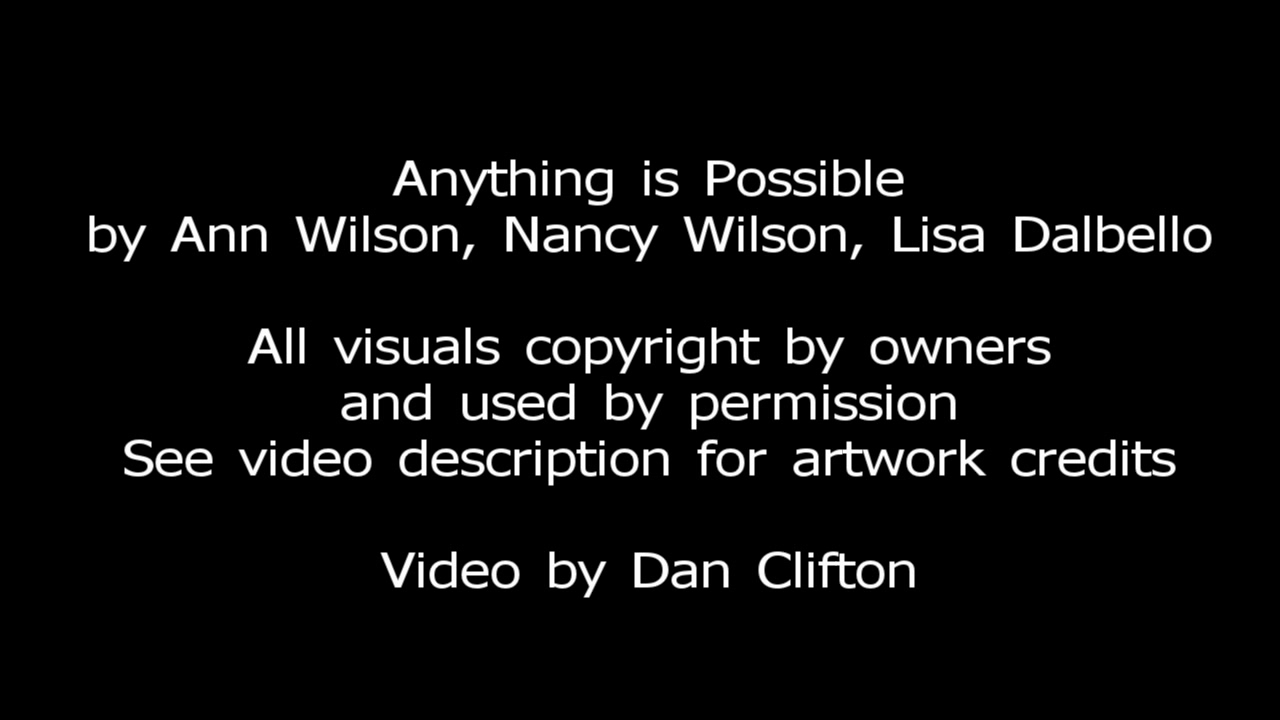 Anything is Possible
by Ann Wilson, Nancy Wilson, Lisa Dalbello
All visuals copyright by owners
and used by permission
See video description for artwork credits
Video by Dan Clifton